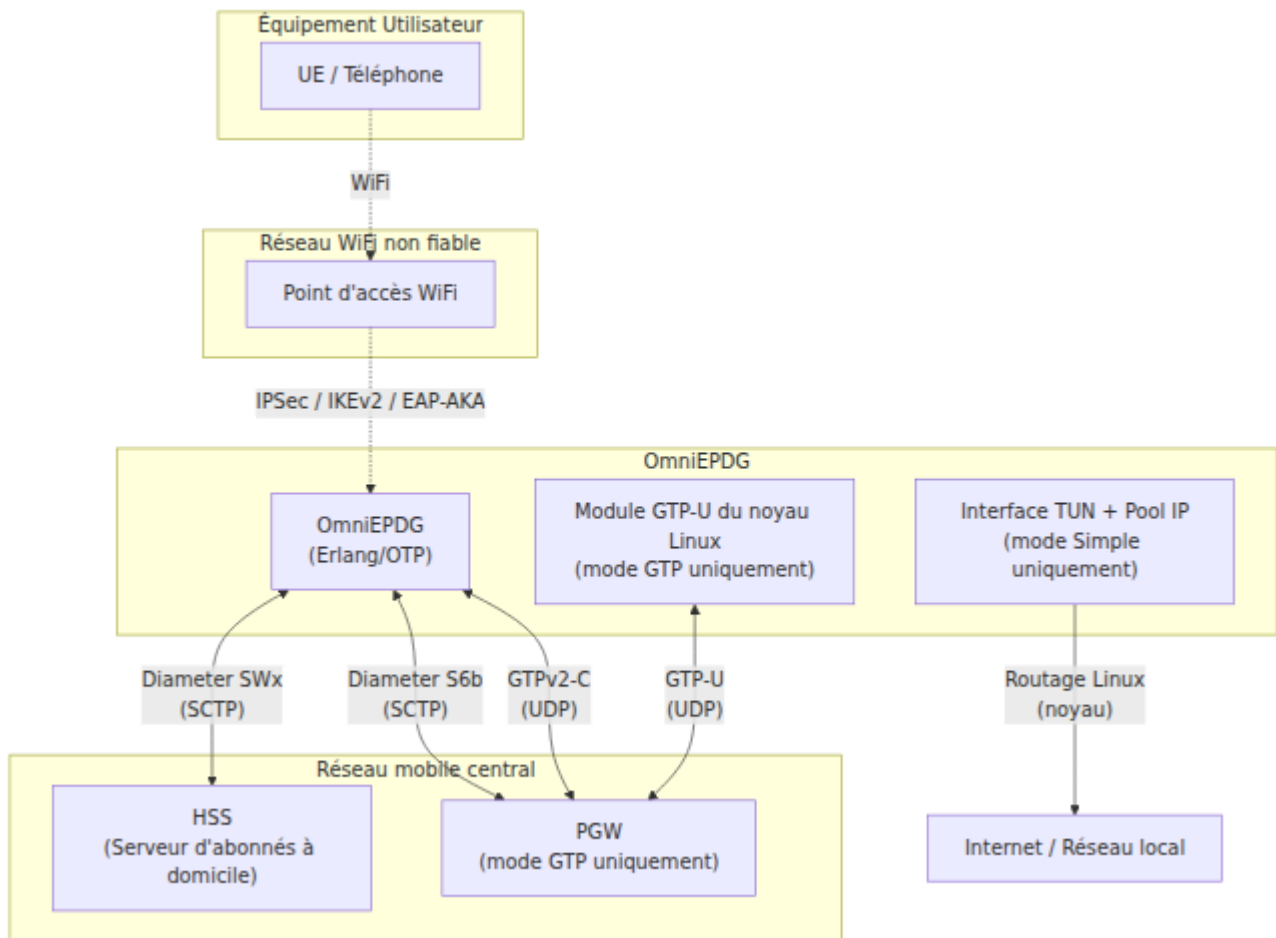 Équipement Utilisateur
UE / Téléphone
WiFi
Réseau WiFi non fiable
Point d'accès WiFi
IPSec / IKEv2 / EAP-AKA
OmniEPDG
OmniEPDG
(Erlang/OTP)
Module GTP-U du noyau
Linux
(mode GTP uniquement)
Interface TUN + Pool IP
(mode Simple
uniquement)
Diameter SWx
(SCTP)
Diameter S6b
(SCTP)
GTPv2-C
(UDP)
GTP-U
(UDP)
Routage Linux
(noyau)
Réseau mobile central
HSS
(Serveur d'abonnés à
domicile)
PGW
(mode GTP uniquement)
Internet / Réseau local